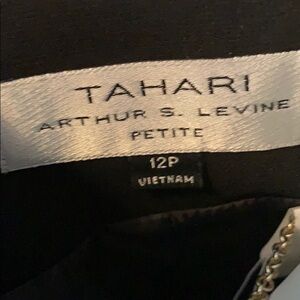 TAHARI
ARTHUR S. LEVINE
PETITE
12P
VIETNAM